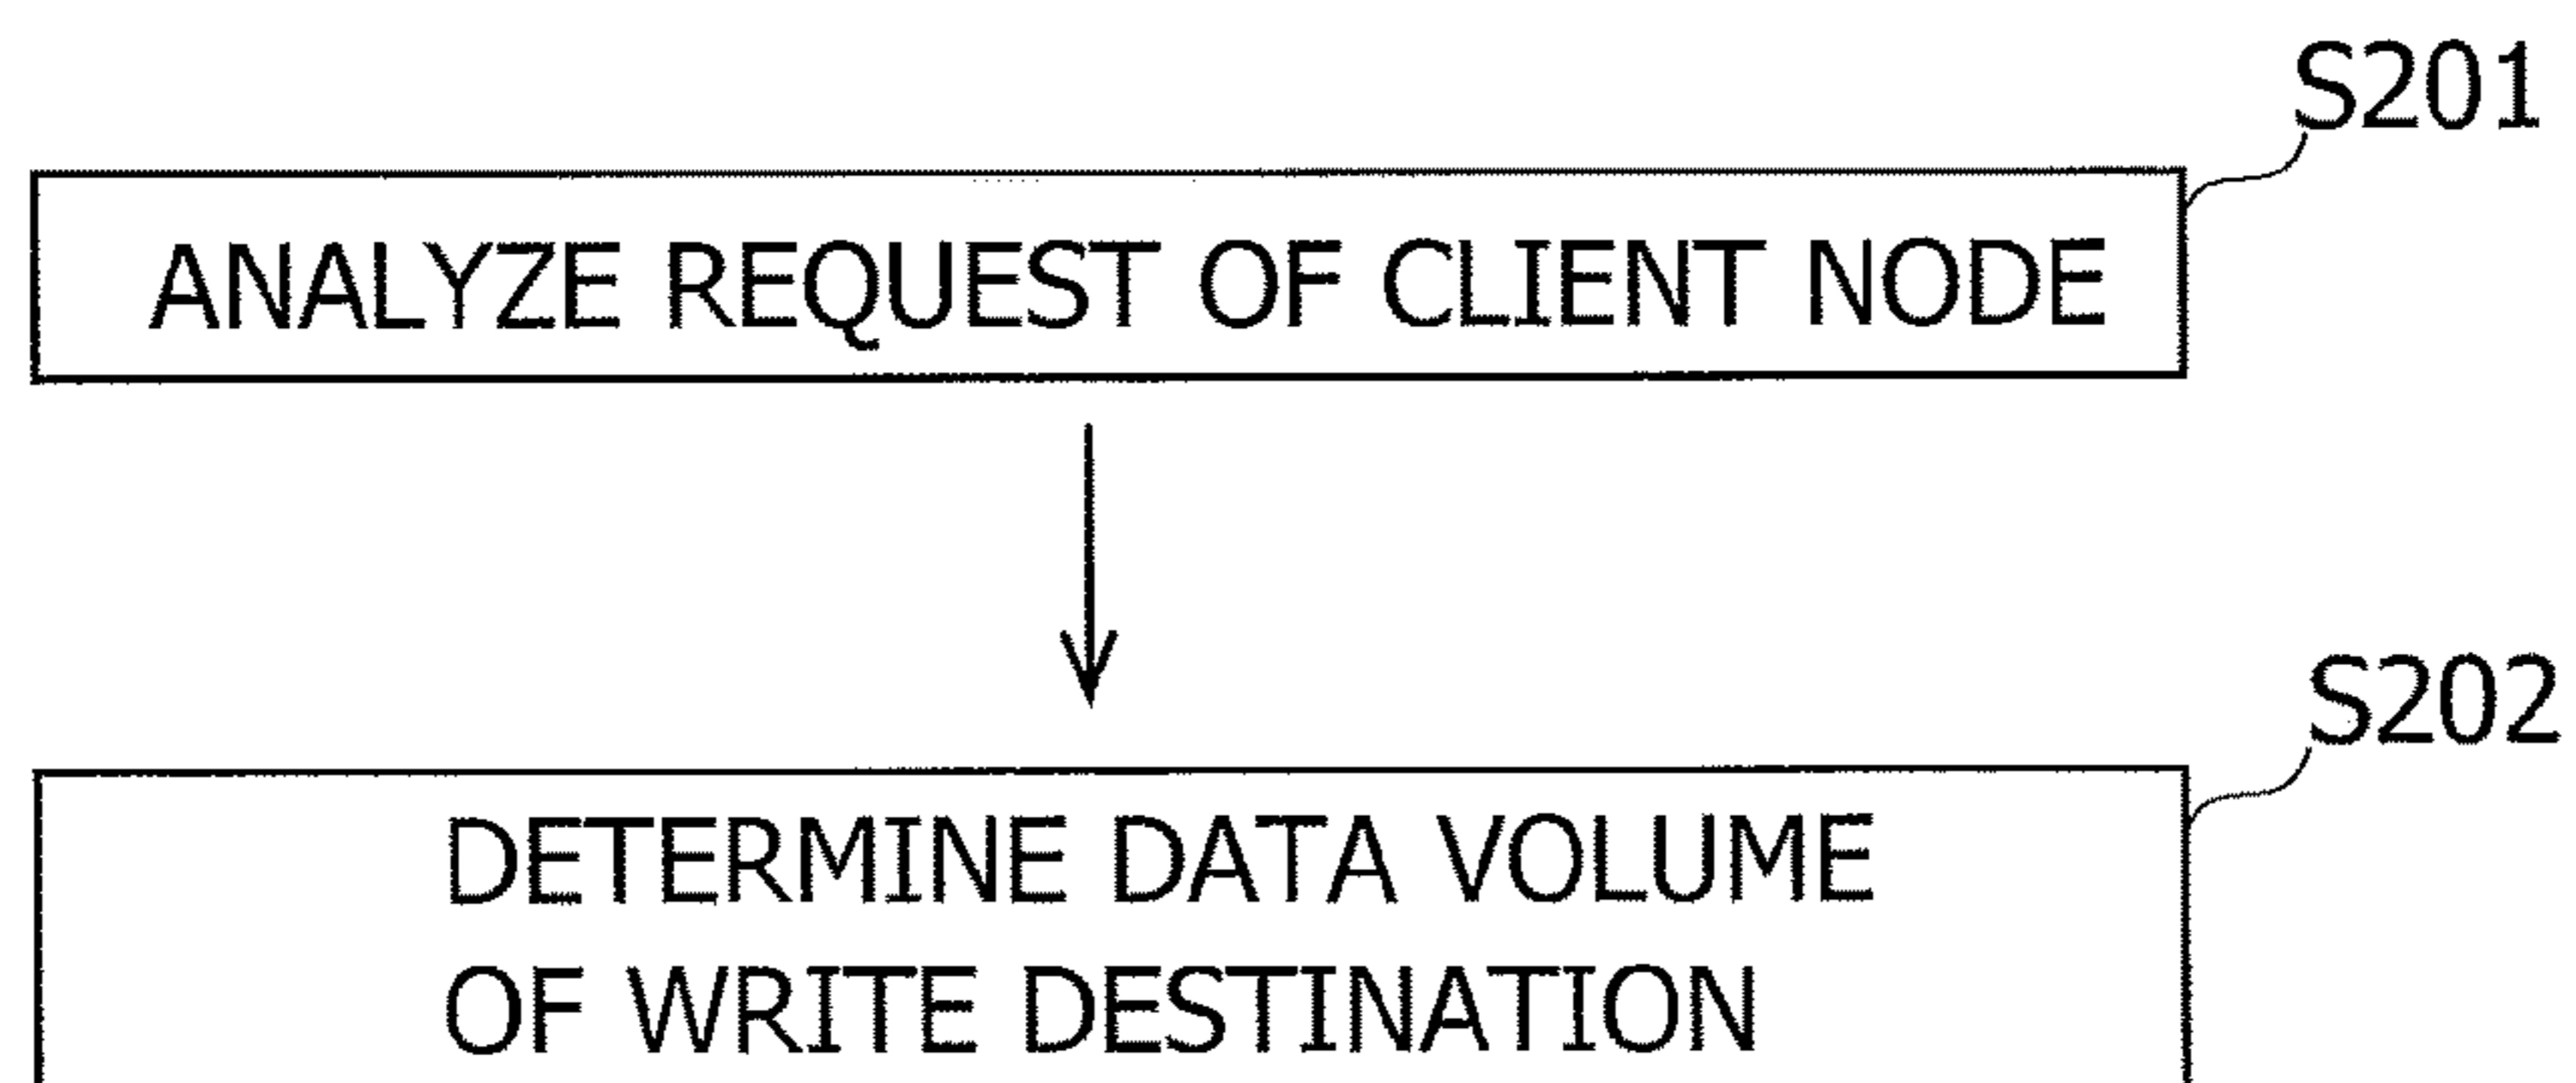 S201
ANALYZE REQUEST OF CLIENT NODE
S202
DETERMINE DATA VOLUME
OF WRITE DESTINATION